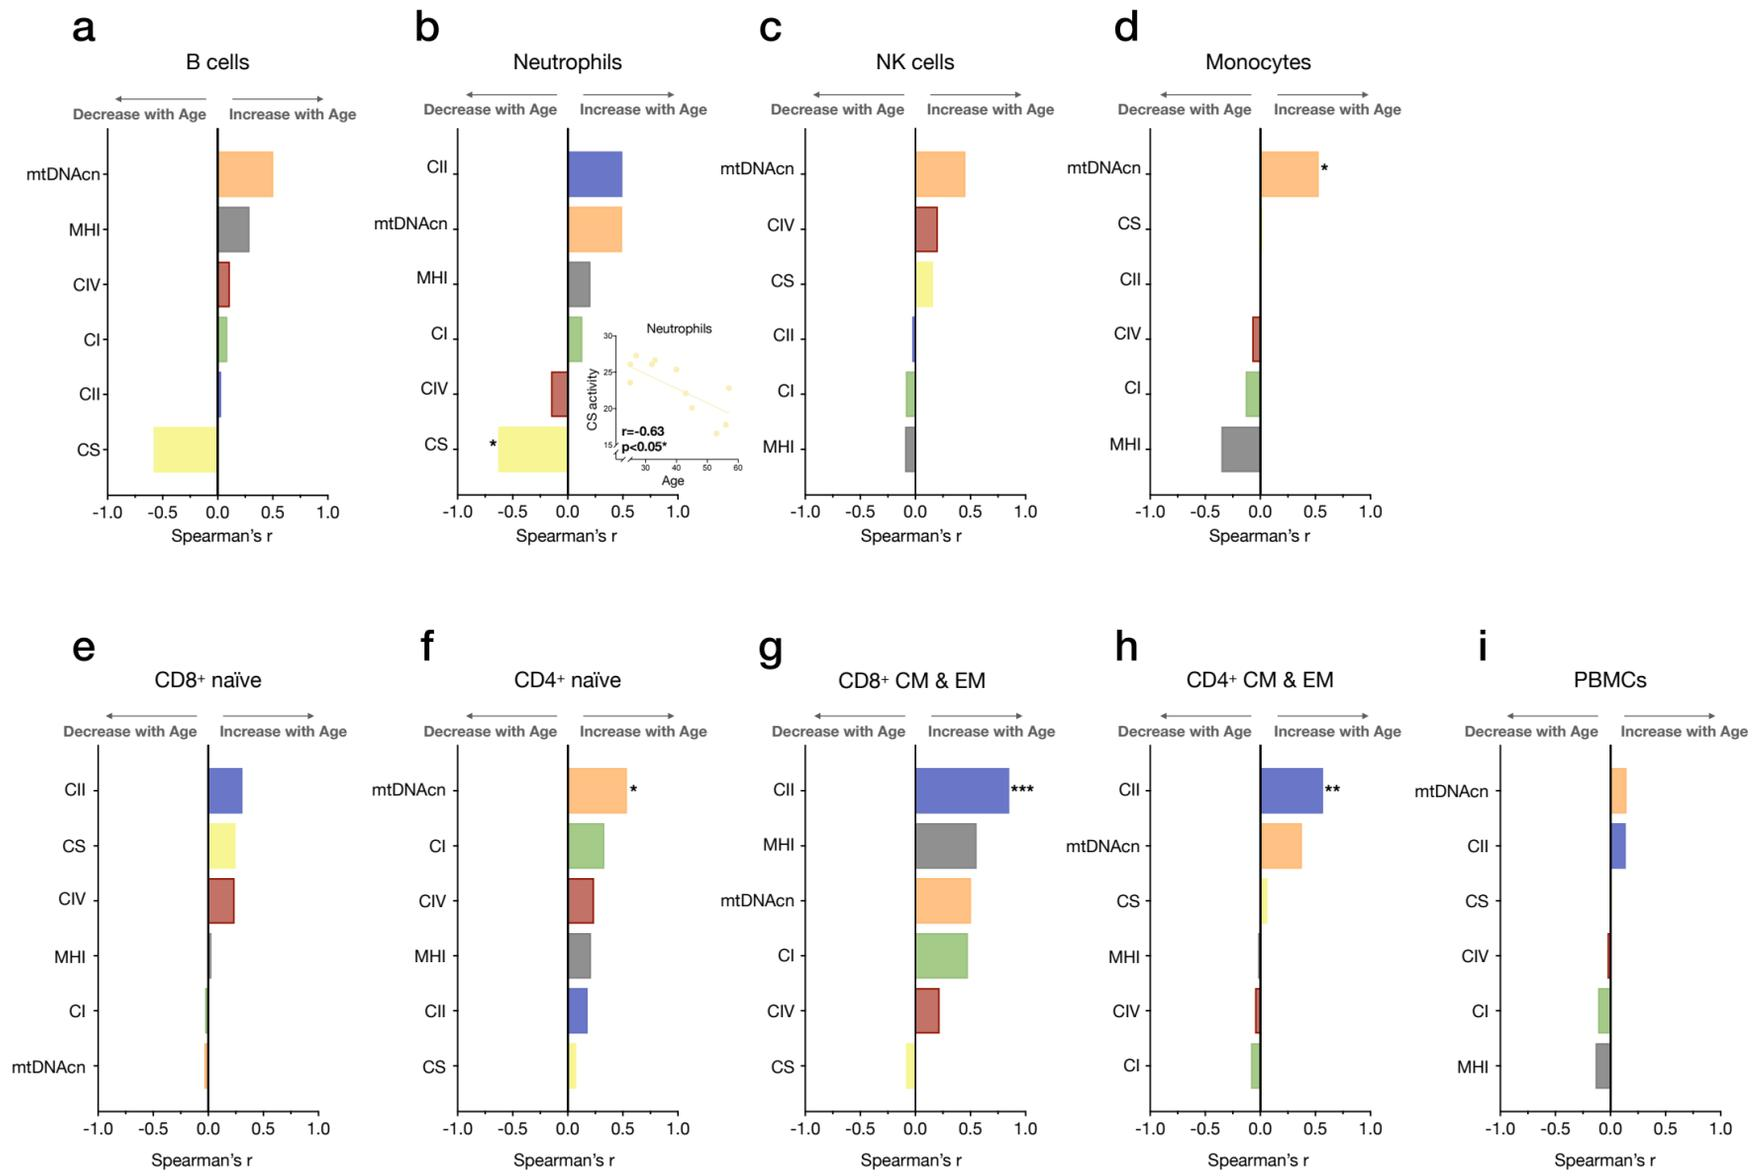 a
B cells
Decrease with Age Increase with Age
mtDNAcn
MHI
CIV
CI
CII
CS
-1.0 -0.5 0.0 0.5 1.0
Spearman's r
b
Neutrophils
Decrease with Age Increase with Age
CII
mtDNAcn
MHI
CI
CIV
CS
*
-1.0 -0.5 0.0 0.5 1.0
Spearman's r
Neutrophils
CS activity
30
25
20
15
r=-0.63
p<0.05*
30 40 50 60
Age
c
NK cells
Decrease with Age Increase with Age
mtDNAcn
CIV
CS
CII
CI
MHI
-1.0 -0.5 0.0 0.5 1.0
Spearman's r
d
Monocytes
Decrease with Age Increase with Age
mtDNAcn
*
CS
CII
CIV
CI
MHI
-1.0 -0.5 0.0 0.5 1.0
Spearman's r
e
CD8⁺ naïve
Decrease with Age Increase with Age
CII
CS
CIV
MHI
CI
mtDNAcn
-1.0 -0.5 0.0 0.5 1.0
Spearman's r
f
CD4⁺ naïve
Decrease with Age Increase with Age
mtDNAcn
*
CI
CIV
MHI
CII
CS
-1.0 -0.5 0.0 0.5 1.0
Spearman's r
g
CD8⁺ CM & EM
Decrease with Age Increase with Age
CII
***
MHI
mtDNAcn
CI
CIV
CS
-1.0 -0.5 0.0 0.5 1.0
Spearman's r
h
CD4⁺ CM & EM
Decrease with Age Increase with Age
CII
**
mtDNAcn
CS
MHI
CIV
CI
-1.0 -0.5 0.0 0.5 1.0
Spearman's r
i
PBMCs
Decrease with Age Increase with Age
mtDNAcn
CII
CS
CIV
CI
MHI
-1.0 -0.5 0.0 0.5 1.0
Spearman's r